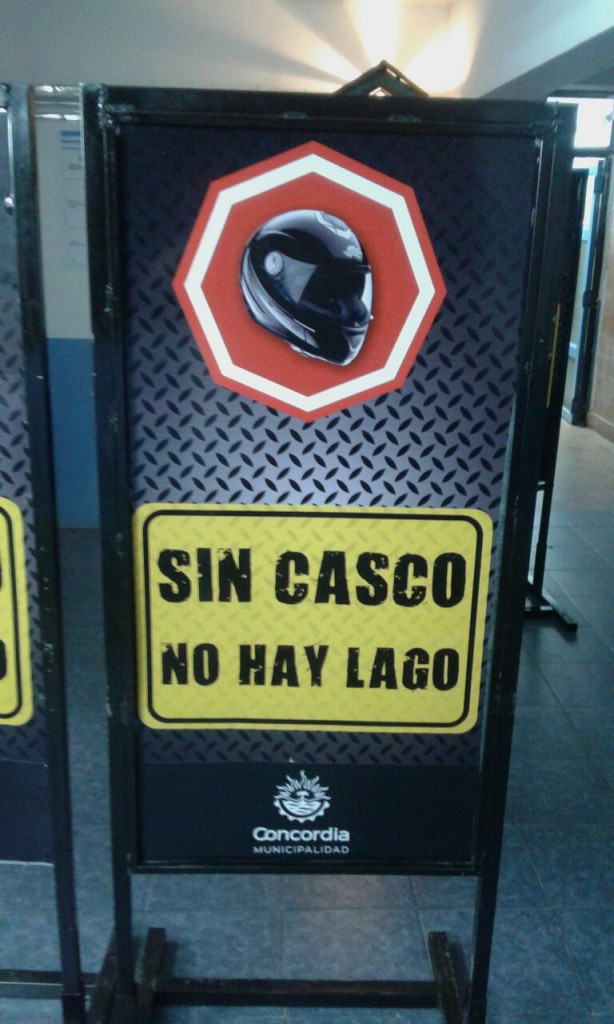 SIN CASCO
NO HAY LAGO
Concordia
MUNICIPALIDAD